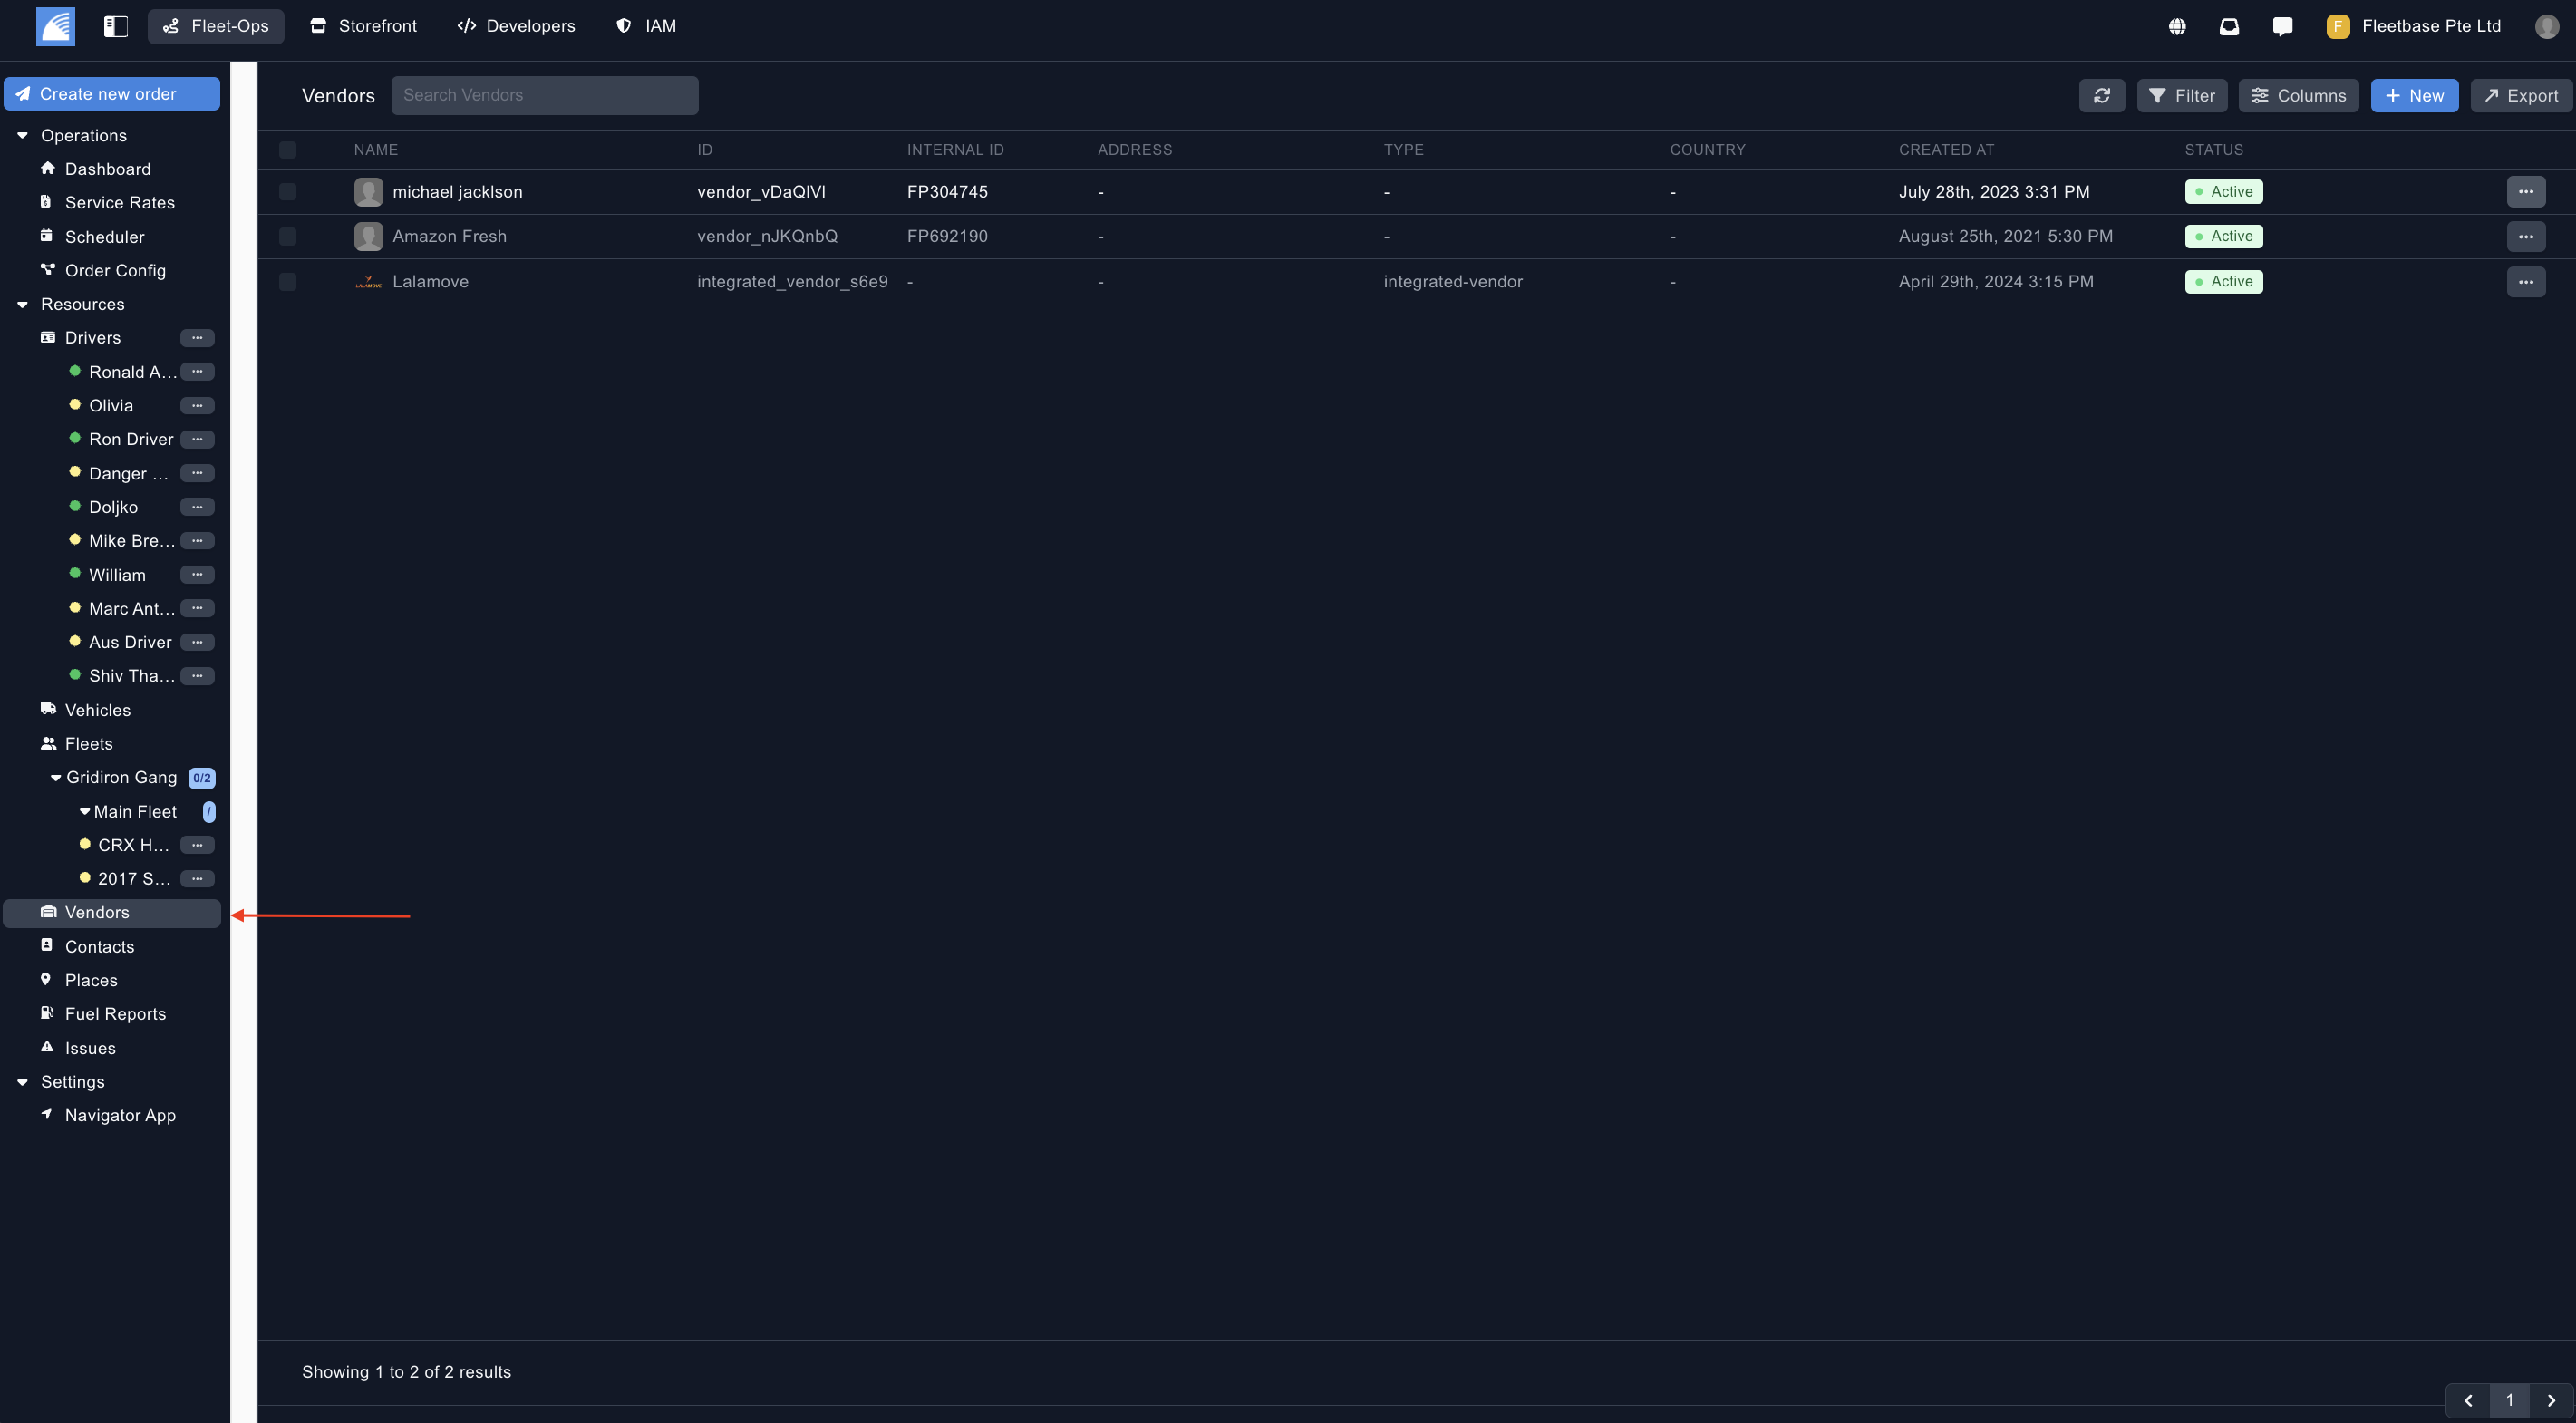 Fleet-Ops Storefront Developers IAM F Fleetbase Pte Ltd
Create new order
Operations
Dashboard
Service Rates
Scheduler
Order Config
Resources
Drivers
Ronald A...
Olivia
Ron Driver
Danger ...
Doljko
Mike Bre...
William
Marc Ant...
Aus Driver
Shiv Tha...
Vehicles
Fleets
Gridiron Gang 0/2
Main Fleet /
CRX H...
2017 S...
Vendors
Contacts
Places
Fuel Reports
Issues
Settings
Navigator App
Vendors Search Vendors Filter Columns + New Export
NAME ID INTERNAL ID ADDRESS TYPE COUNTRY CREATED AT STATUS
michael jacklson vendor_vDaQlVl FP304745 - - - July 28th, 2023 3:31 PM Active
Amazon Fresh vendor_nJKQnbQ FP692190 - - - August 25th, 2021 5:30 PM Active
LALAMOVE Lalamove integrated_vendor_s6e9 - - integrated-vendor - April 29th, 2024 3:15 PM Active
Showing 1 to 2 of 2 results
1